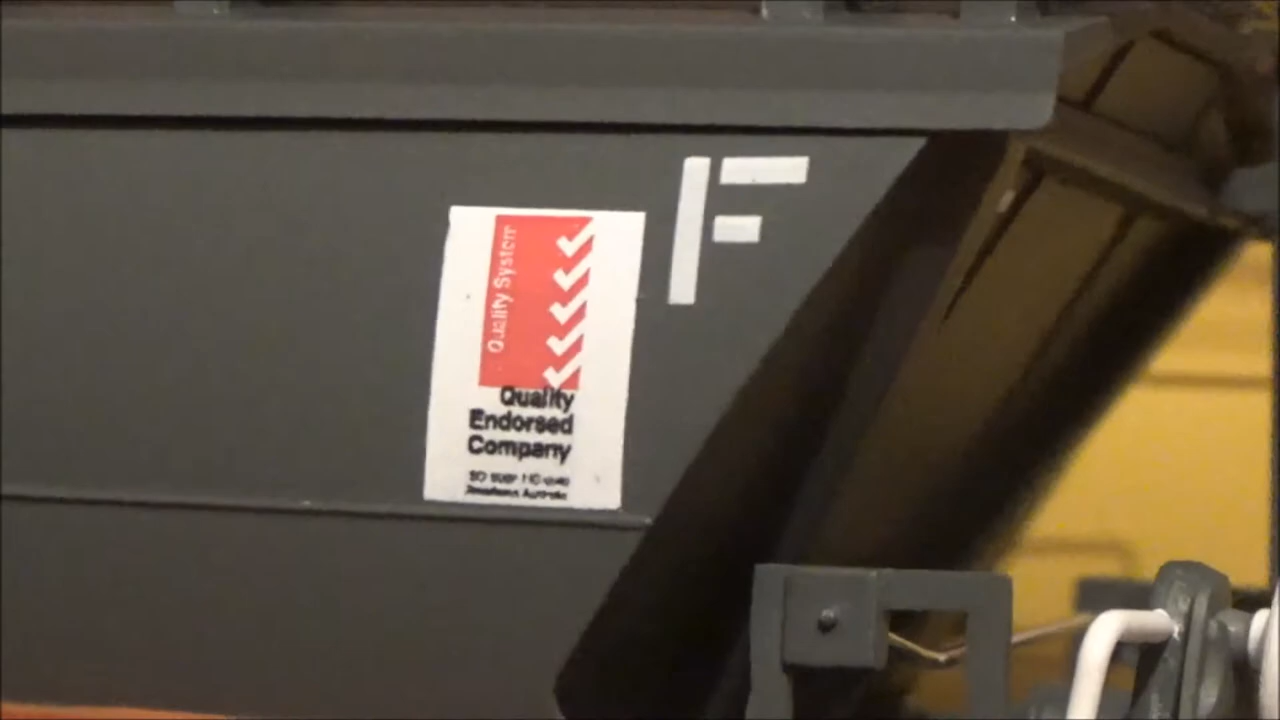 F
Quality System
Quality
Endorsed
Company